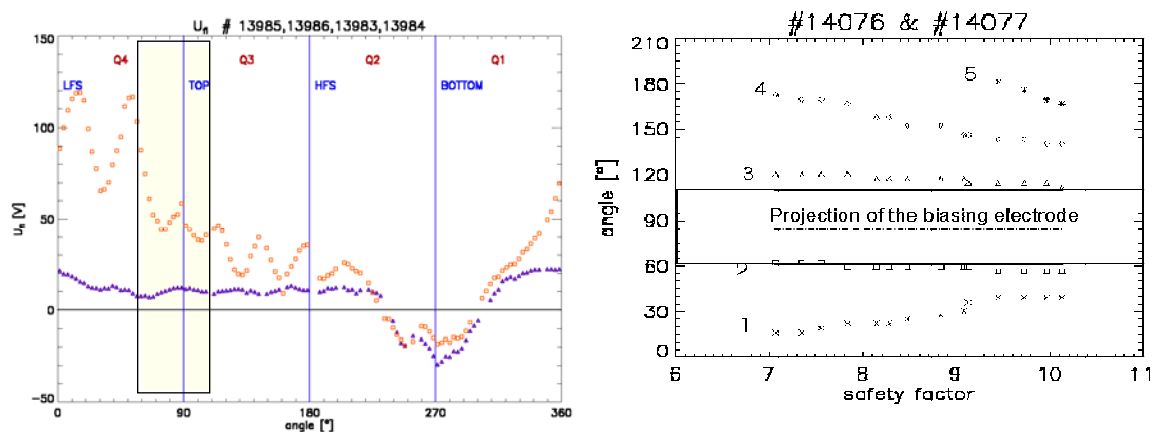 Ufl # 13985,13986,13983,13984
150
100
50
0
−50
Ufl [V]
Q4 Q3 Q2 Q1
LFS TOP HFS BOTTOM
0 90 180 270 360
angle [°]
#14076 & #14077
210
180
150
120
90
60
30
0
angle [°]
4 5
3
Projection of the biasing electrode
2
1
6 7 8 9 10 11
safety factor